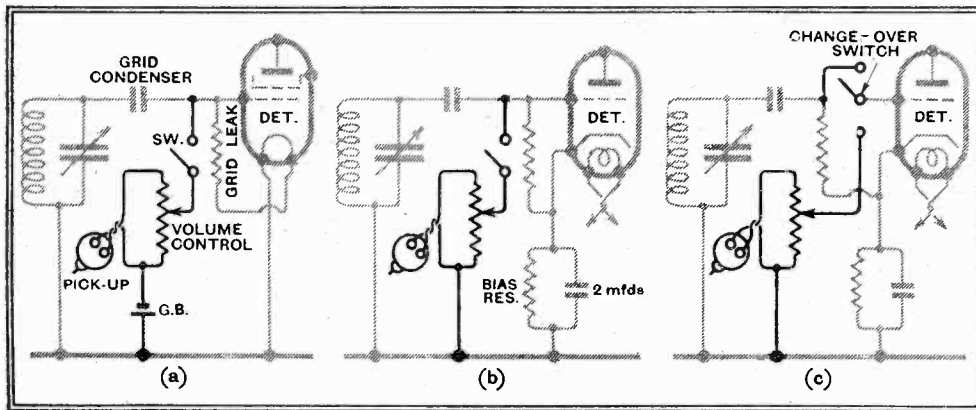 GRID
CONDENSER
SW.
GRID LEAK
DET.
VOLUME
CONTROL
PICK-UP
G.B.
(a)
DET.
BIAS
RES.
2 mfds
(b)
CHANGE-OVER
SWITCH
DET.
(c)